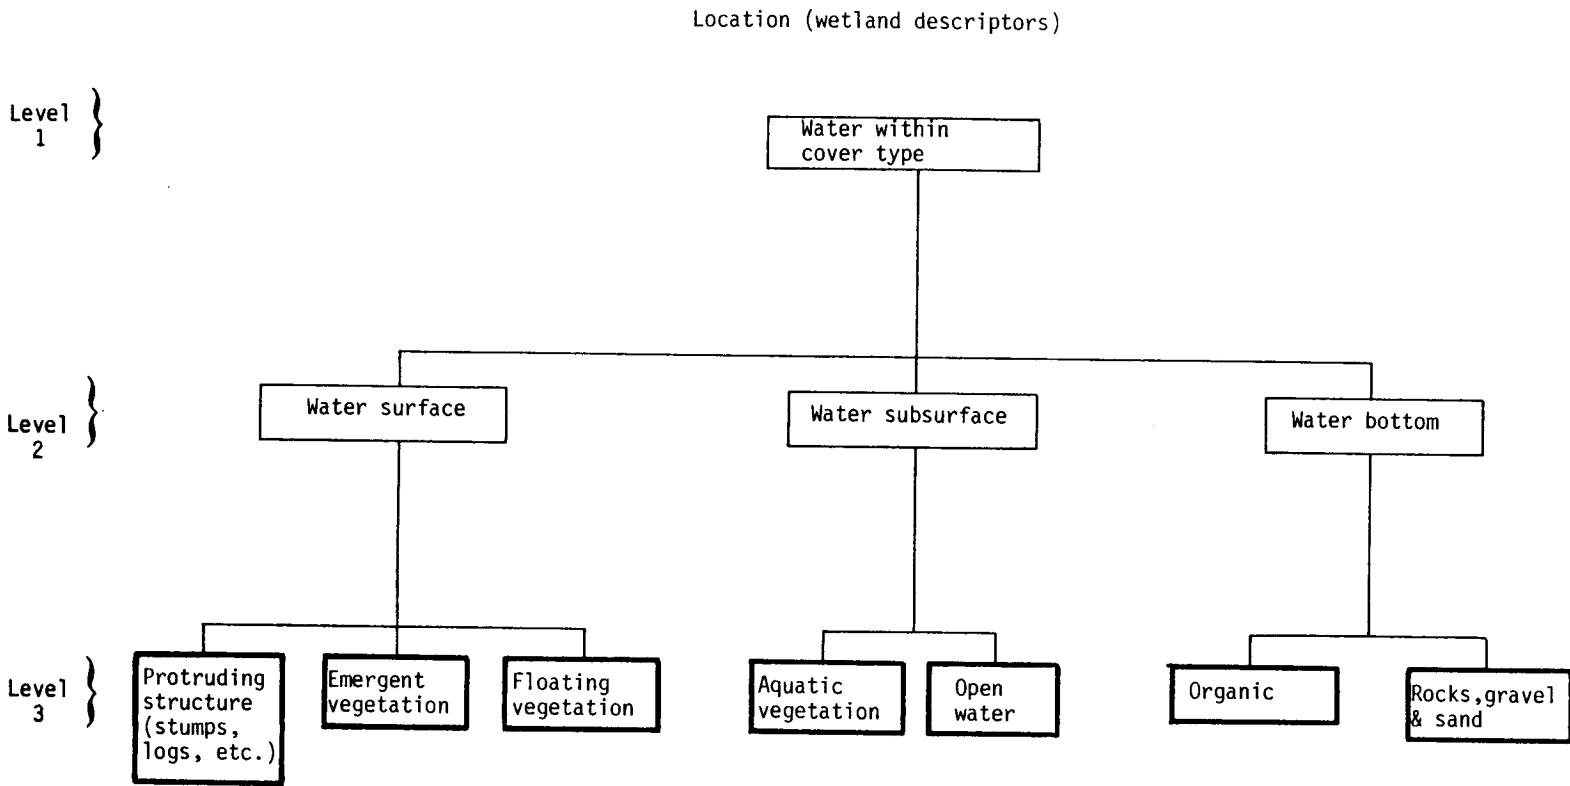 Location (wetland descriptors)
Level
1
Water within
cover type
Level
2
Water surface
Water subsurface
Water bottom
Level
3
Protruding
structure
(stumps,
logs, etc.)
Emergent
vegetation
Floating
vegetation
Aquatic
vegetation
Open
water
Organic
Rocks,gravel
& sand